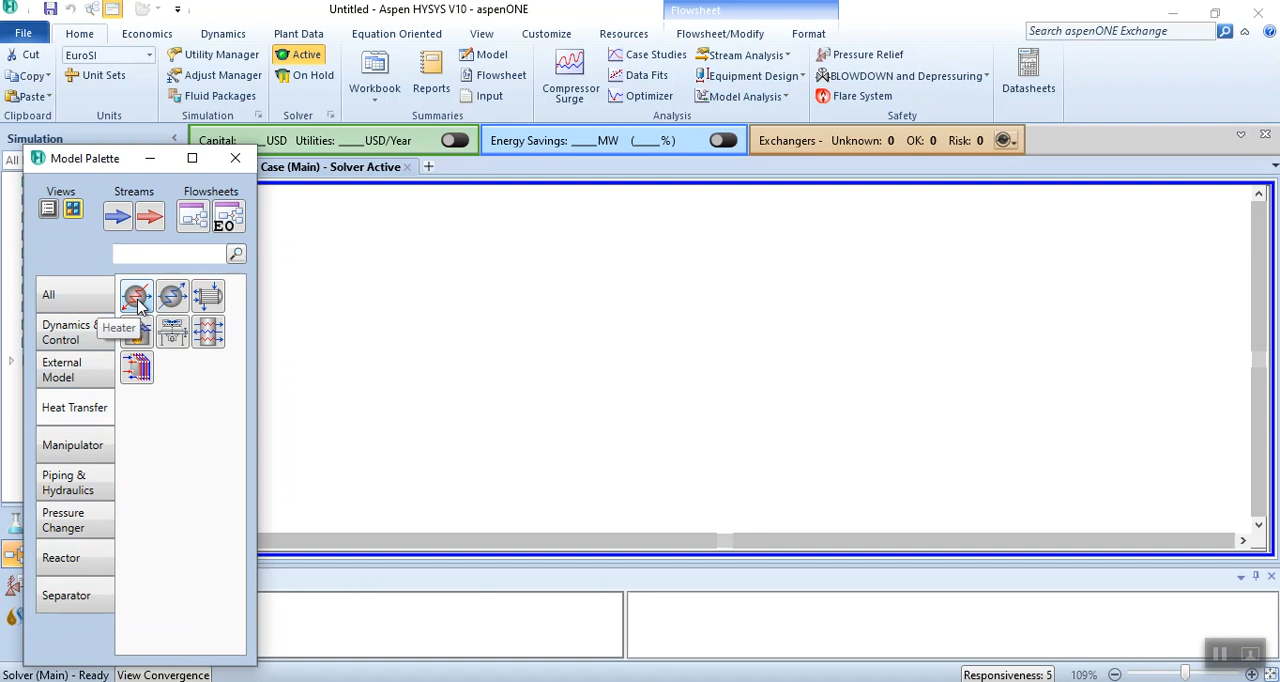 Untitled - Aspen HYSYS V10 - aspenONE
Flowsheet
File
Home
Economics
Dynamics
Plant Data
Equation Oriented
View
Customize
Resources
Flowsheet/Modify
Format
Search aspenONE Exchange
Cut
Copy
Paste
Clipboard
EuroSI
Unit Sets
Units
Utility Manager
Adjust Manager
Fluid Packages
Simulation
Active
On Hold
Solver
Workbook
Reports
Model
Flowsheet
Input
Summaries
Compressor
Surge
Case Studies
Data Fits
Optimizer
Stream Analysis
Equipment Design
Model Analysis
Analysis
Pressure Relief
BLOWDOWN and Depressuring
Flare System
Safety
Datasheets
Simulation
Capital: ___USD Utilities: ___USD/Year
Energy Savings: ___MW (___%)
Exchangers - Unknown: 0 OK: 0 Risk: 0
All
Model Palette
Case (Main) - Solver Active
+
Views
Streams
Flowsheets
EO
All
Dynamics &
Control
Heater
External
Model
Heat Transfer
Manipulator
Piping &
Hydraulics
Pressure
Changer
Reactor
Separator
Solver (Main) - Ready
View Convergence
Responsiveness: 5
109%